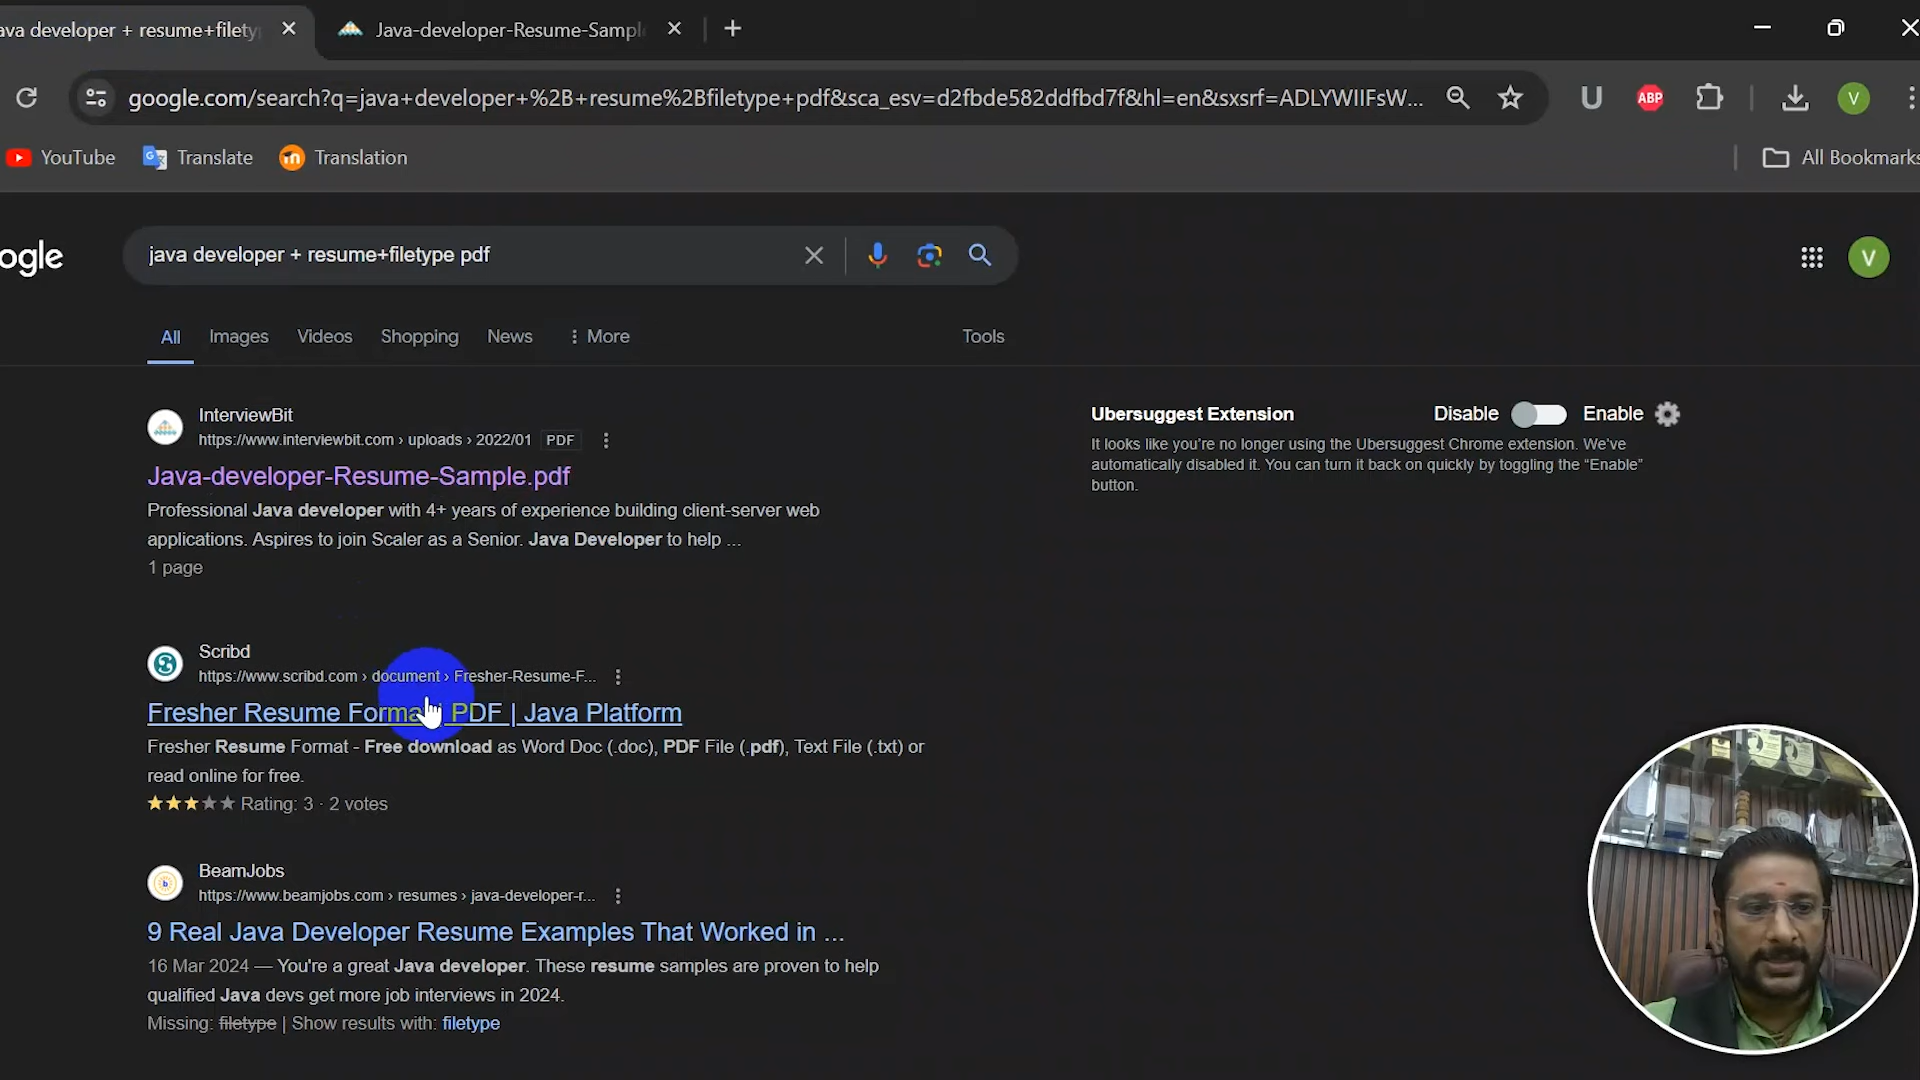 ava developer + resume+filety
Java-developer-Resume-Sampl
google.com/search?q=java+developer+%2B+resume%2Bfiletype+pdf&sca_esv=d2fbde582ddfbd7f&hl=en&sxsrf=ADLYWIIFsW...
U
ABP
V
YouTube
Translate
Translation
All Bookmarks
ogle
java developer + resume+filetype pdf
V
All
Images
Videos
Shopping
News
More
Tools
InterviewBit
https://www.interviewbit.com › uploads › 2022/01 PDF
Java-developer-Resume-Sample.pdf
Professional Java developer with 4+ years of experience building client-server web
applications. Aspires to join Scaler as a Senior. Java Developer to help ...
1 page
Ubersuggest Extension
Disable
Enable
It looks like you're no longer using the Ubersuggest Chrome extension. We've
automatically disabled it. You can turn it back on quickly by toggling the “Enable”
button.
Scribd
https://www.scribd.com › document › Fresher-Resume-F...
Fresher Resume Format | PDF | Java Platform
Fresher Resume Format - Free download as Word Doc (.doc), PDF File (.pdf), Text File (.txt) or
read online for free.
Rating: 3 · 2 votes
BeamJobs
https://www.beamjobs.com › resumes › java-developer-r...
9 Real Java Developer Resume Examples That Worked in ...
16 Mar 2024 — You're a great Java developer. These resume samples are proven to help
qualified Java devs get more job interviews in 2024.
Missing: filetype | Show results with: filetype